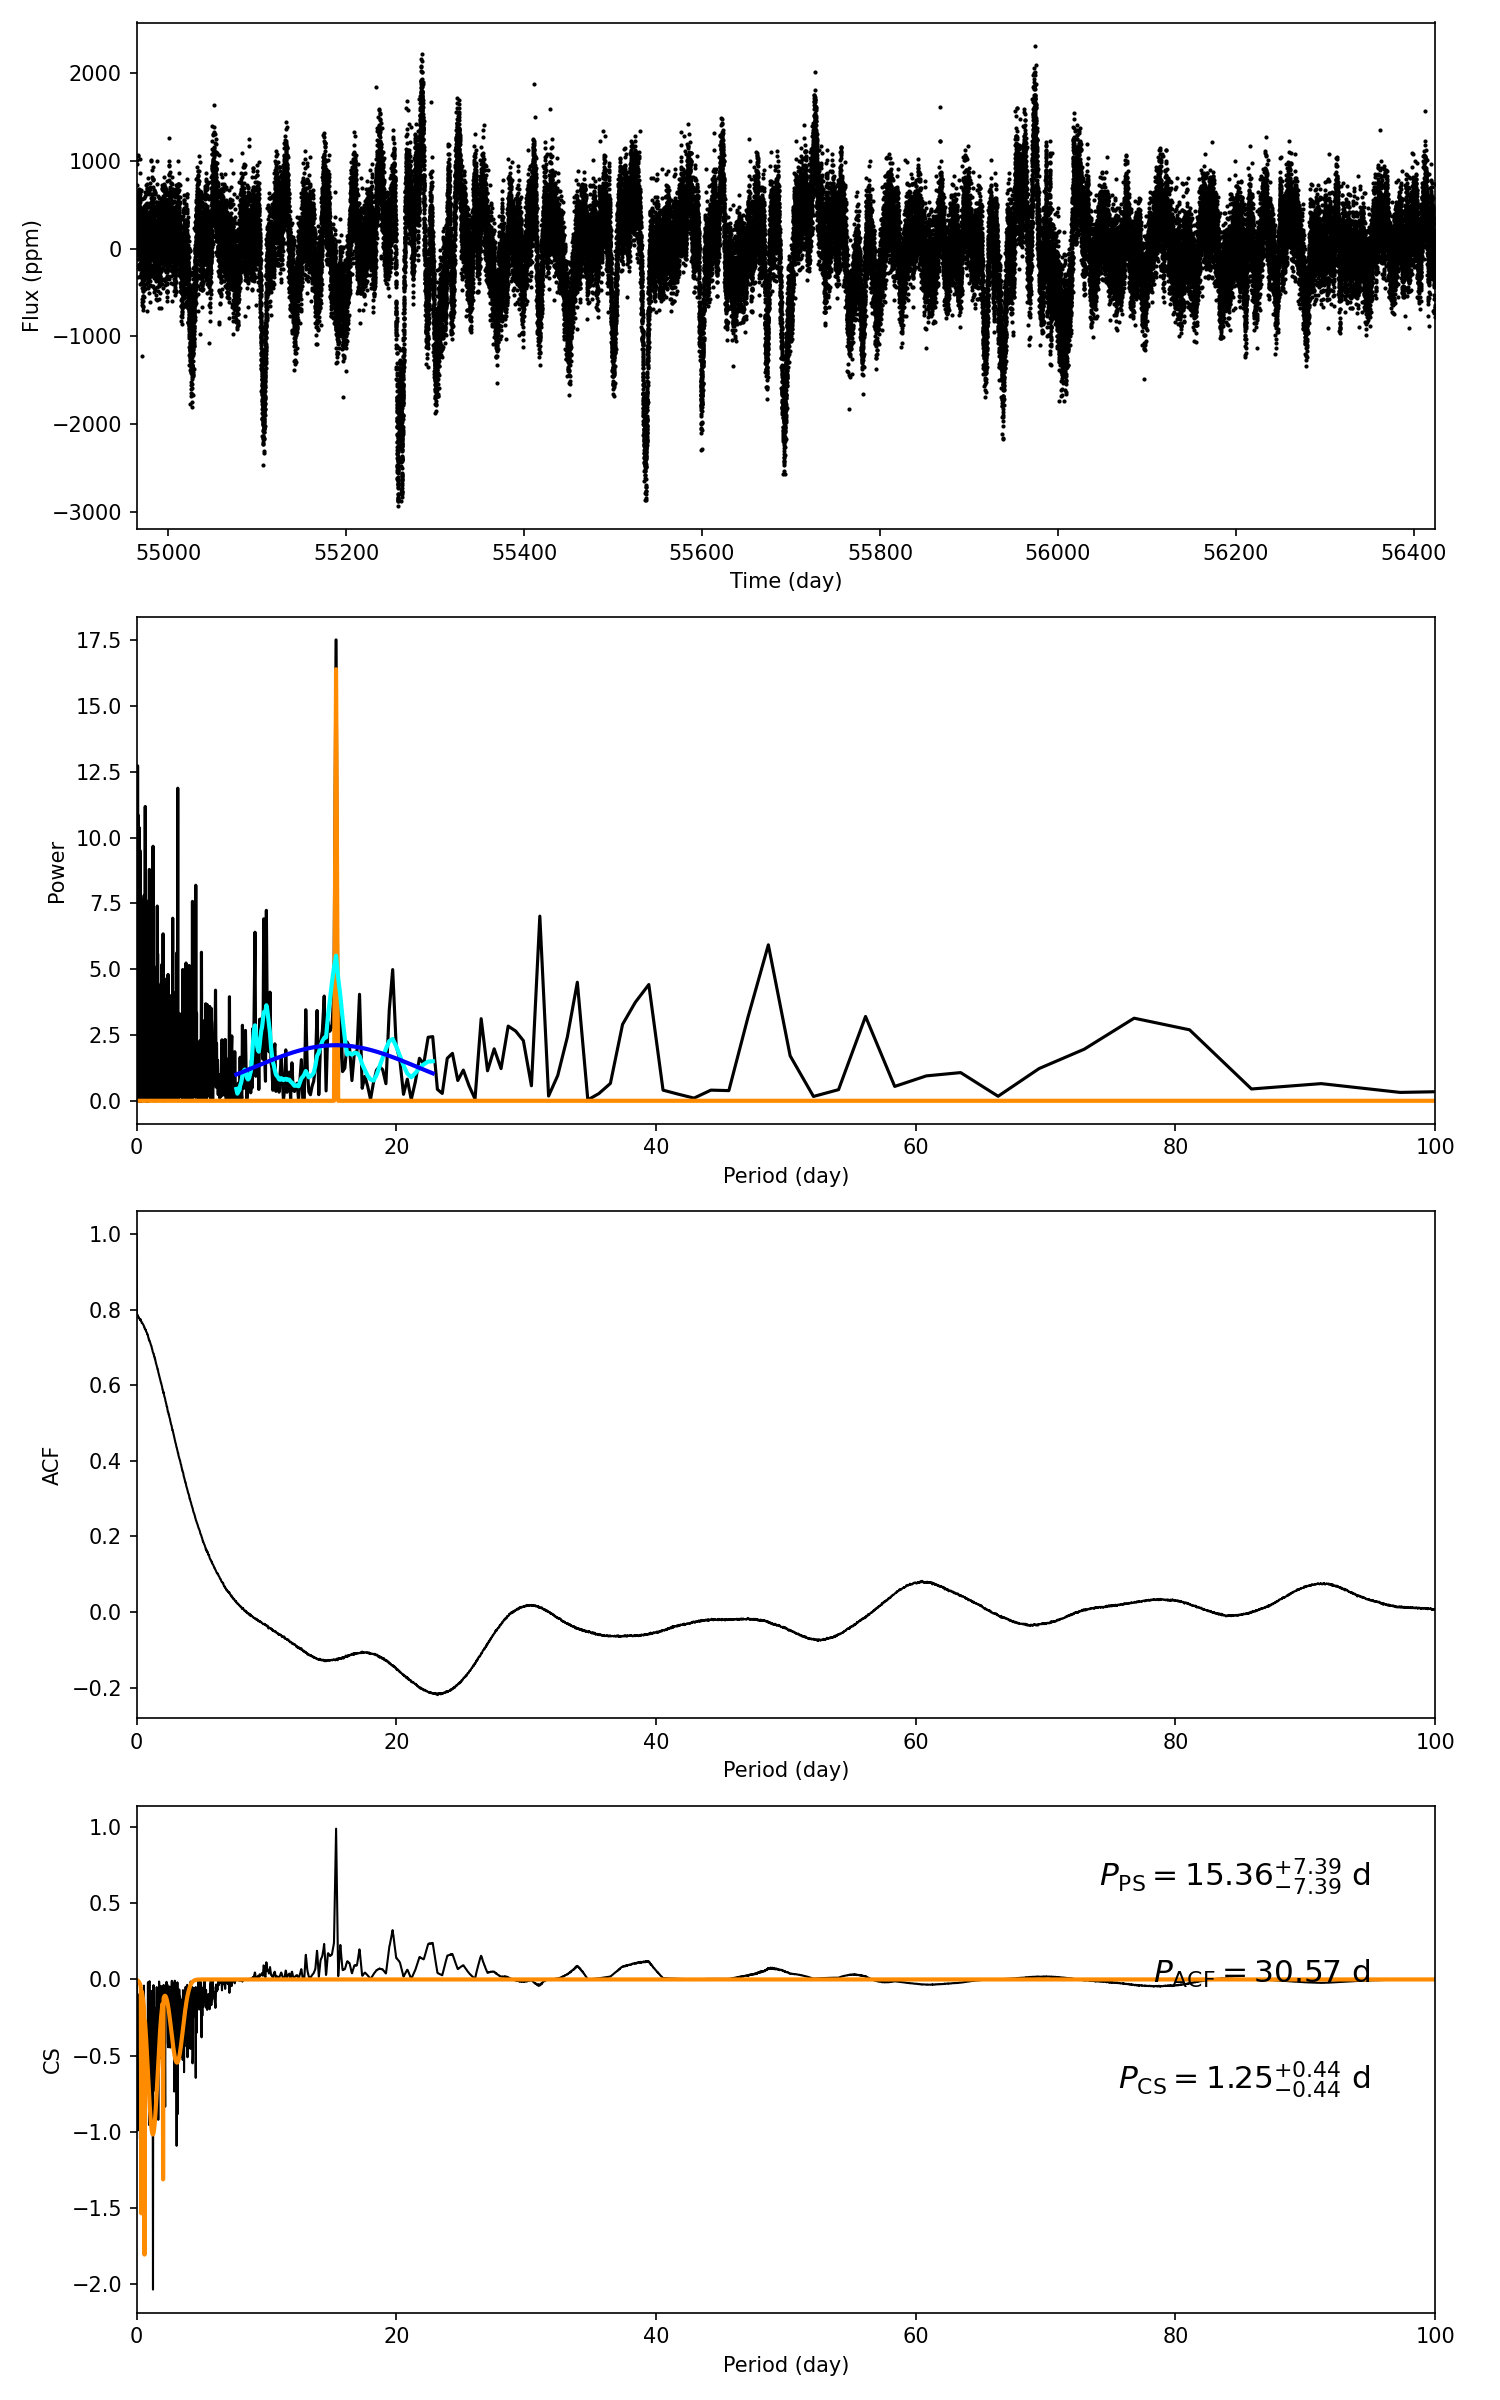 2000
1000
0
−1000
−2000
−3000
Flux (ppm)
55000 55200 55400 55600 55800 56000 56200 56400
Time (day)
17.5
15.0
12.5
10.0
7.5
5.0
2.5
0.0
Power
0 20 40 60 80 100
Period (day)
1.0
0.8
0.6
0.4
0.2
0.0
−0.2
ACF
0 20 40 60 80 100
Period (day)
1.0
0.5
0.0
−0.5
−1.0
−1.5
−2.0
CS
P_PS = 15.36 +7.39 −7.39 d
P_ACF = 30.57 d
P_CS = 1.25 +0.44 −0.44 d
0 20 40 60 80 100
Period (day)